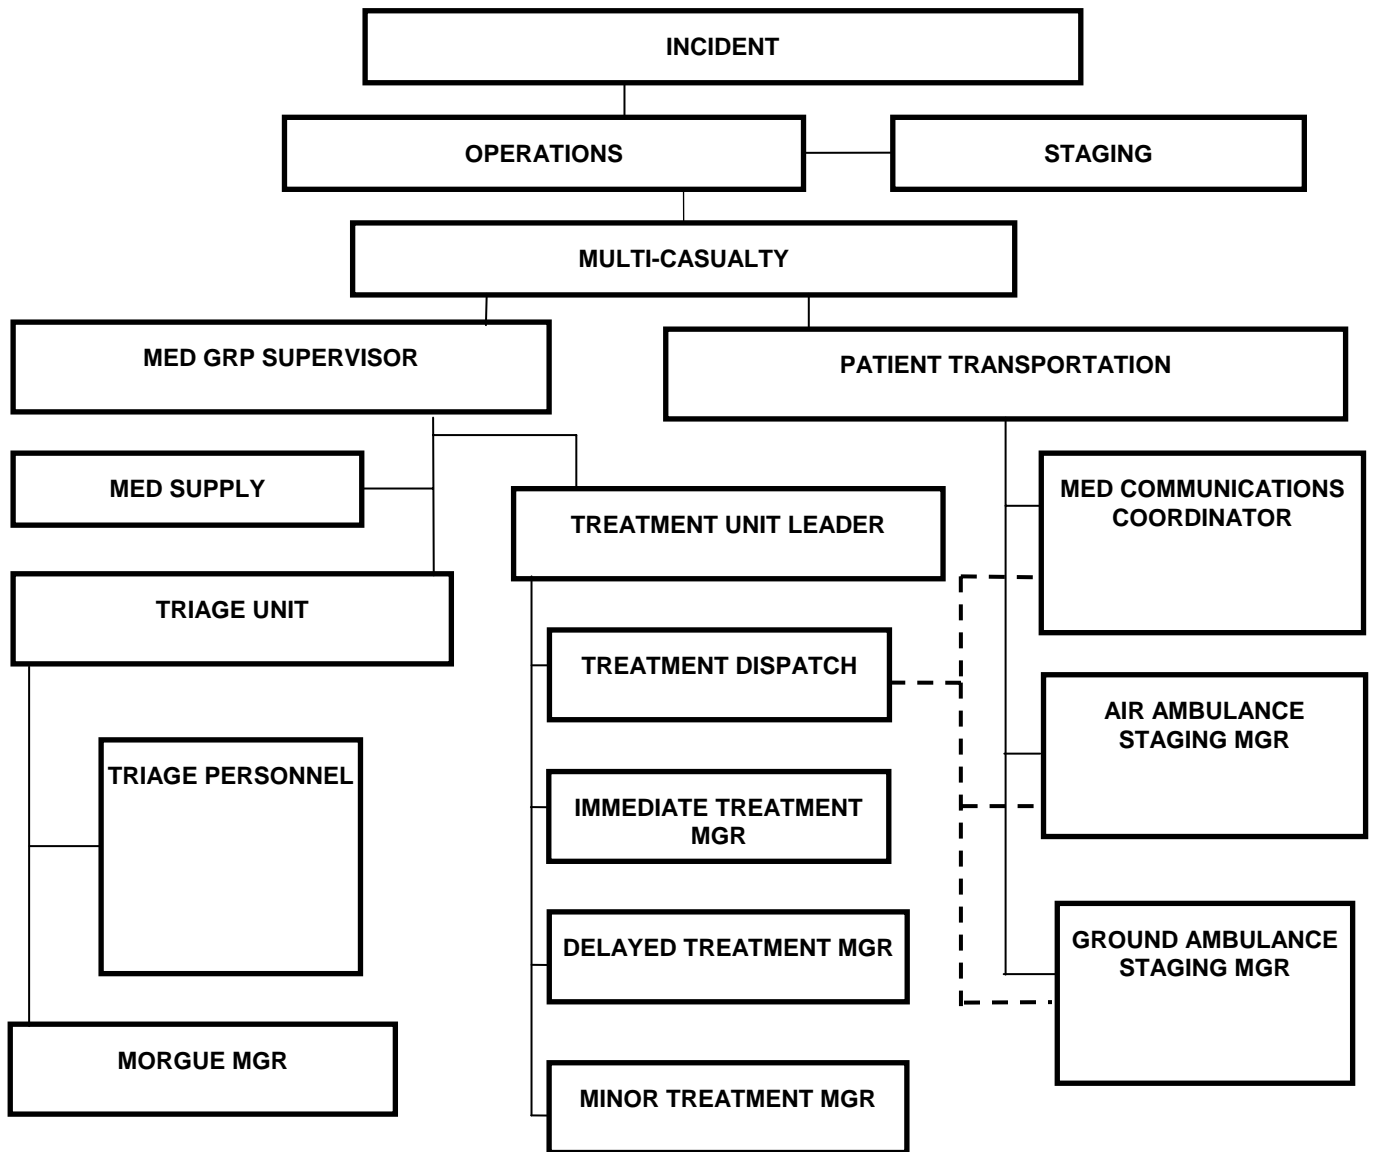 INCIDENT
OPERATIONS
STAGING
MULTI-CASUALTY
MED GRP SUPERVISOR
PATIENT TRANSPORTATION
MED SUPPLY
TREATMENT UNIT LEADER
MED COMMUNICATIONS
COORDINATOR
TRIAGE UNIT
TREATMENT DISPATCH
AIR AMBULANCE
STAGING MGR
TRIAGE PERSONNEL
IMMEDIATE TREATMENT
MGR
DELAYED TREATMENT MGR
GROUND AMBULANCE
STAGING MGR
MORGUE MGR
MINOR TREATMENT MGR